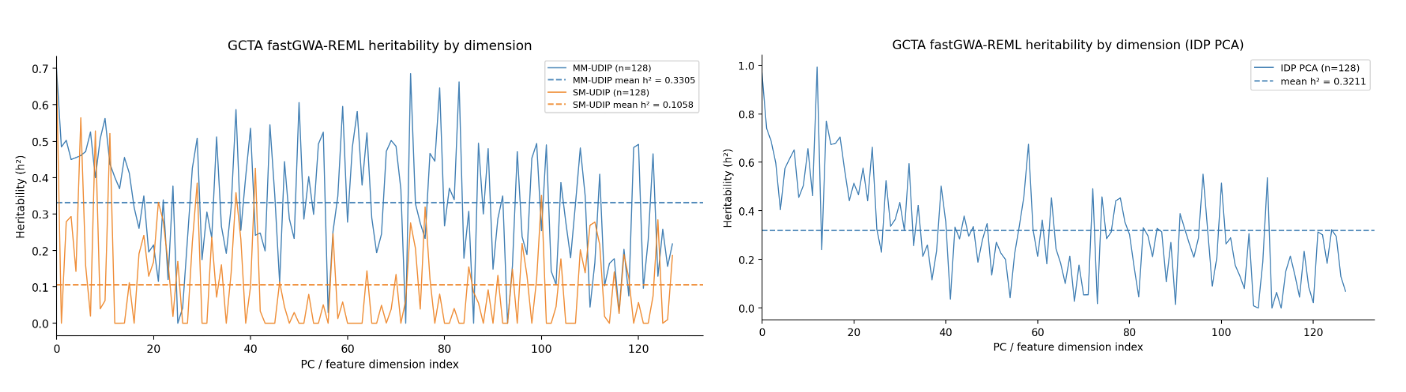 GCTA fastGWA-REML heritability by dimension
MM-UDIP (n=128)
MM-UDIP mean h² = 0.3305
SM-UDIP (n=128)
SM-UDIP mean h² = 0.1058
Heritability (h²)
0.7
0.6
0.5
0.4
0.3
0.2
0.1
0.0
0 20 40 60 80 100 120
PC / feature dimension index
GCTA fastGWA-REML heritability by dimension (IDP PCA)
IDP PCA (n=128)
mean h² = 0.3211
Heritability (h²)
1.0
0.8
0.6
0.4
0.2
0.0
0 20 40 60 80 100 120
PC / feature dimension index